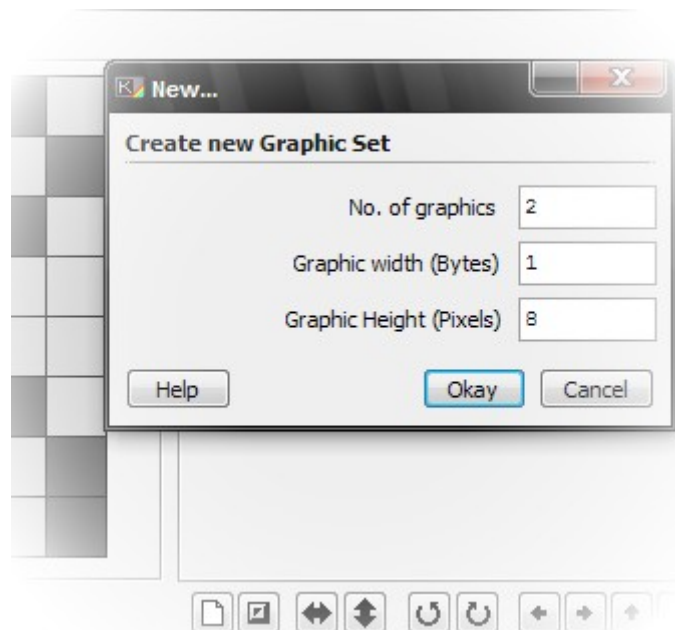 New...
Create new Graphic Set
No. of graphics 2
Graphic width (Bytes) 1
Graphic Height (Pixels) 8
Help Okay Cancel